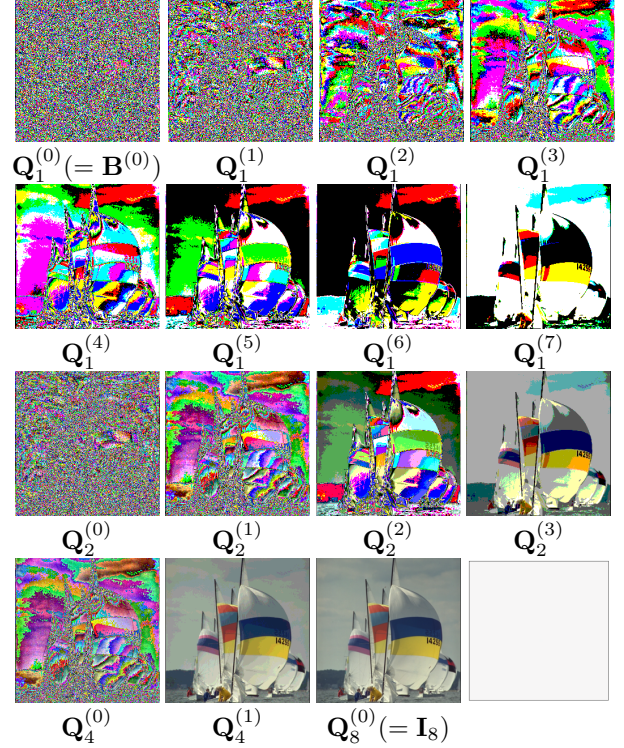 Q₁⁽⁰⁾(= B⁽⁰⁾) Q₁⁽¹⁾ Q₁⁽²⁾ Q₁⁽³⁾
Q₁⁽⁴⁾ Q₁⁽⁵⁾ Q₁⁽⁶⁾ Q₁⁽⁷⁾
Q₂⁽⁰⁾ Q₂⁽¹⁾ Q₂⁽²⁾ Q₂⁽³⁾
Q₄⁽⁰⁾ Q₄⁽¹⁾ Q₈⁽⁰⁾(= I₈)